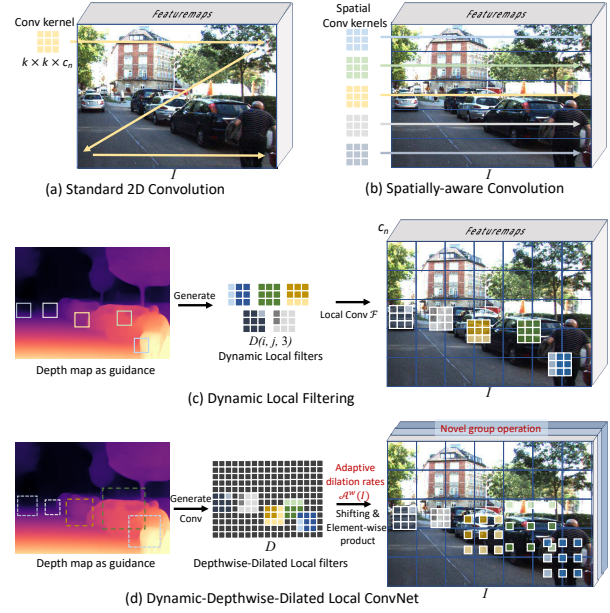 Featuremaps
Conv kernel
k × k × cₙ
I
(a) Standard 2D Convolution
Spatial
Conv kernels
Featuremaps
I
(b) Spatially-aware Convolution
Depth map as guidance
Generate
D(i, j, 3)
Dynamic Local filters
Local Conv ℱ
cₙ
Featuremaps
I
(c) Dynamic Local Filtering
Depth map as guidance
Generate
Conv
D
Depthwise-Dilated Local filters
Adaptive
dilation rates
𝒜ʷ(I)
Shifting &
Element-wise
product
Novel group operation
I
(d) Dynamic-Depthwise-Dilated Local ConvNet